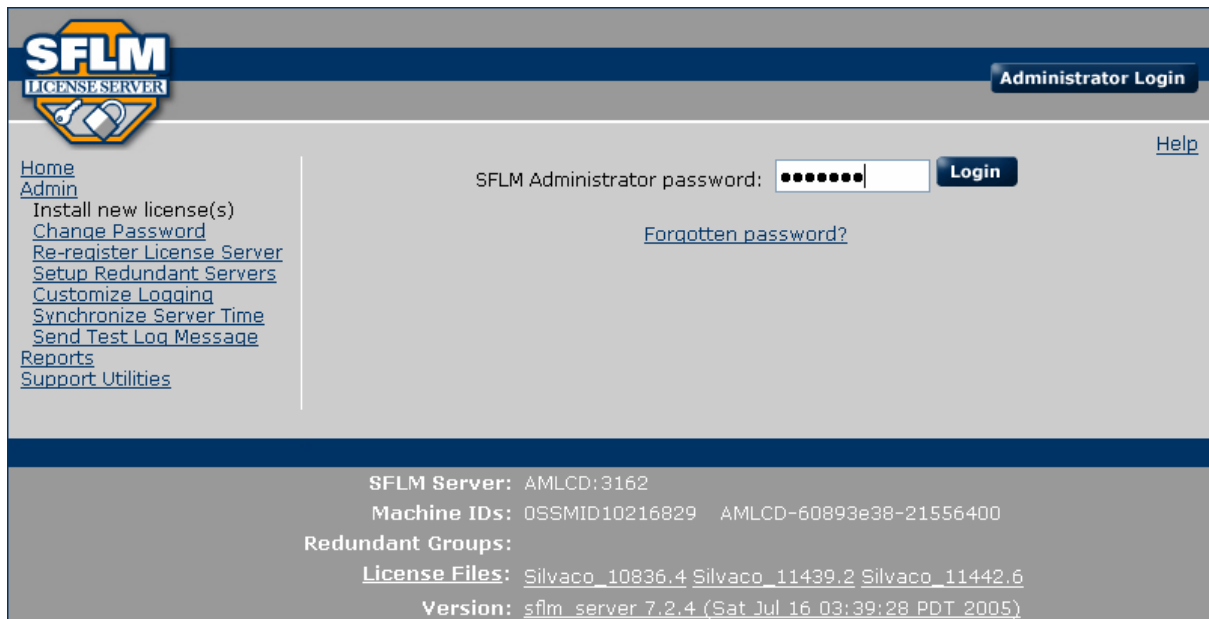 SFLM
LICENSE SERVER
Administrator Login
Help
Home
Admin
Install new license(s)
Change Password
Re-register License Server
Setup Redundant Servers
Customize Logging
Synchronize Server Time
Send Test Log Message
Reports
Support Utilities
SFLM Administrator password: ●●●●●●● Login
Forgotten password?
SFLM Server: AMLCD:3162
Machine IDs: 0SSMID10216829 AMLCD-60893e38-21556400
Redundant Groups:
License Files: Silvaco_10836.4 Silvaco_11439.2 Silvaco_11442.6
Version: sflm_server 7.2.4 (Sat Jul 16 03:39:28 PDT 2005)